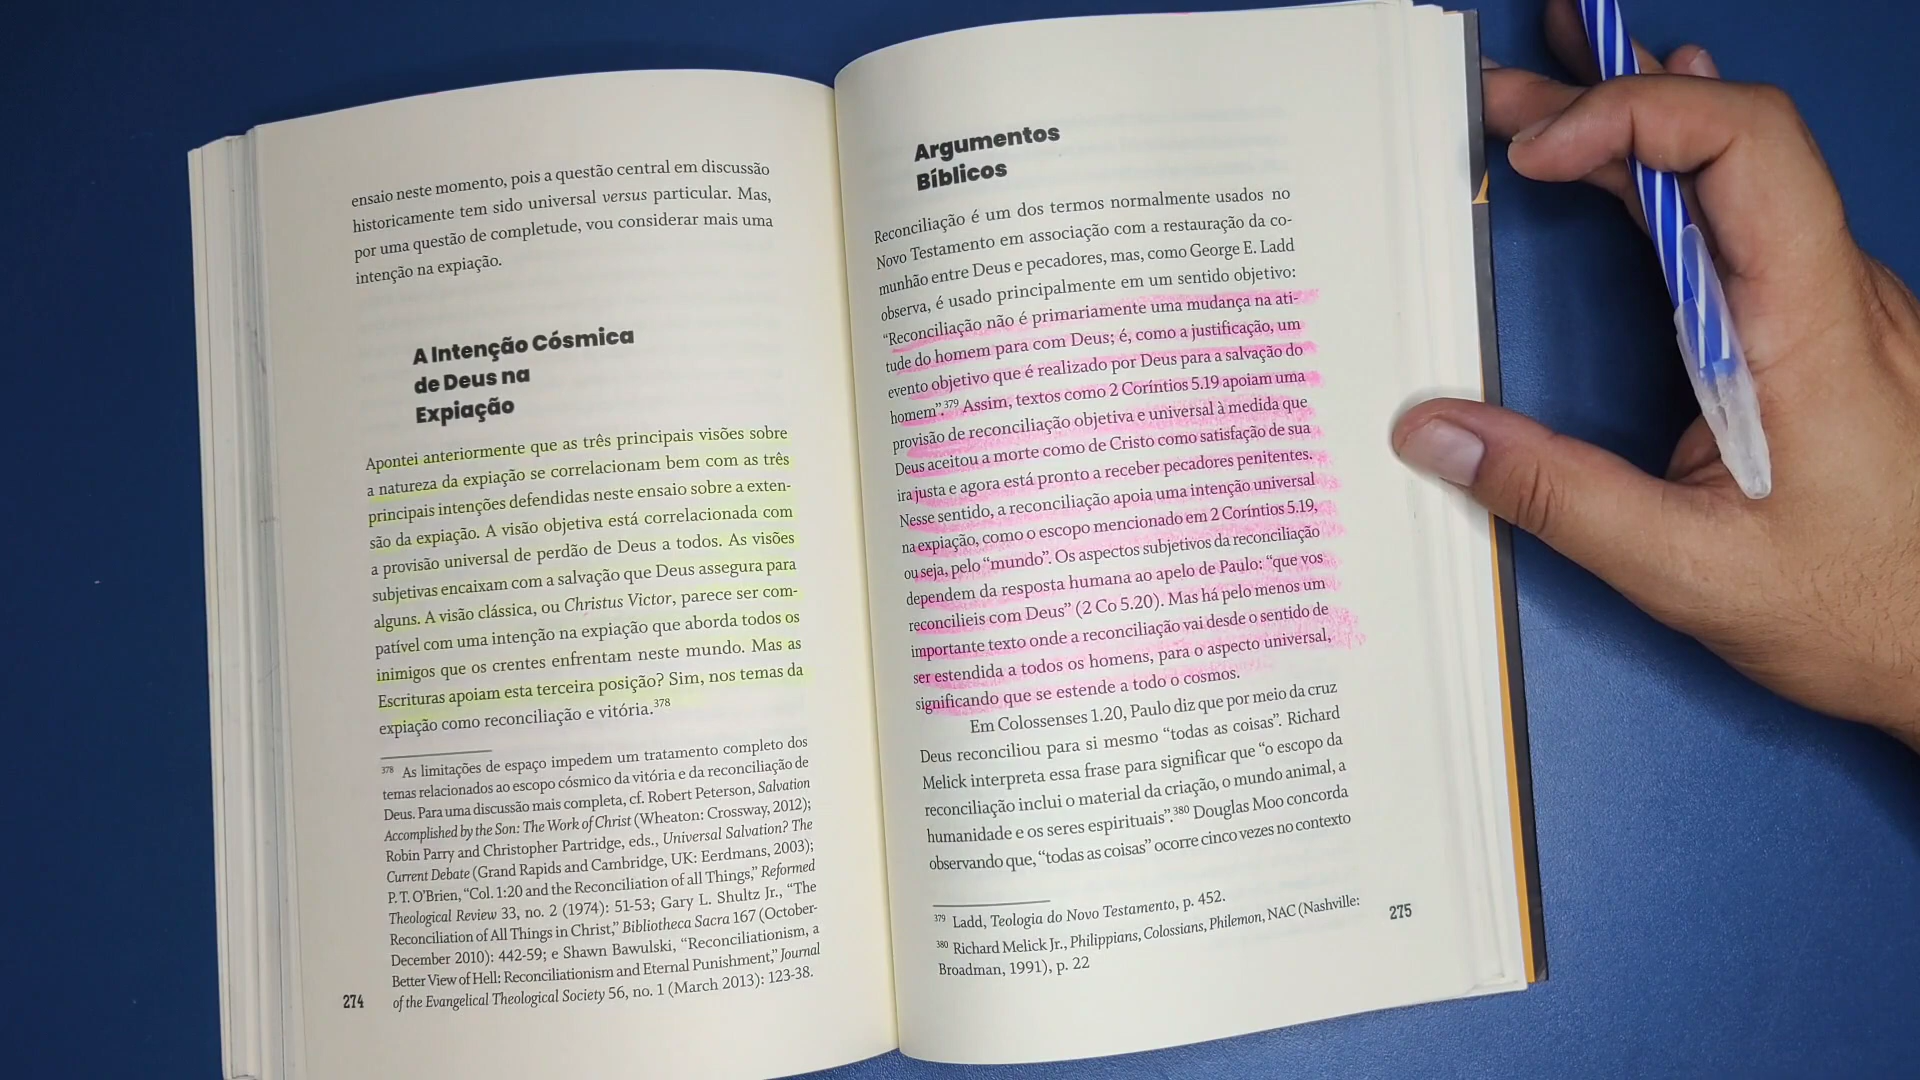 ensaio neste momento, pois a questão central em discussão
historicamente tem sido universal versus particular. Mas,
por uma questão de completude, vou considerar mais uma
intenção na expiação.
A Intenção Cósmica
de Deus na
Expiação
Apontei anteriormente que as três principais visões sobre
a natureza da expiação se correlacionam bem com as três
principais intenções defendidas neste ensaio sobre a exten-
são da expiação. A visão objetiva está correlacionada com
a provisão universal de perdão de Deus a todos. As visões
subjetivas encaixam com a salvação que Deus assegura para
alguns. A visão clássica, ou Christus Victor, parece ser com-
patível com uma intenção na expiação que aborda todos os
inimigos que os crentes enfrentam neste mundo. Mas as
Escrituras apoiam esta terceira posição? Sim, nos temas da
expiação como reconciliação e vitória.378
378 As limitações de espaço impedem um tratamento completo dos
temas relacionados ao escopo cósmico da vitória e da reconciliação de
Deus. Para uma discussão mais completa, cf. Robert Peterson, Salvation
Accomplished by the Son: The Work of Christ (Wheaton: Crossway, 2012);
Robin Parry and Christopher Partridge, eds., Universal Salvation? The
Current Debate (Grand Rapids and Cambridge, UK: Eerdmans, 2003);
P. T. O'Brien, “Col. 1:20 and the Reconciliation of all Things,” Reformed
Theological Review 33, no. 2 (1974): 51-53; Gary L. Shultz Jr., “The
Reconciliation of All Things in Christ,” Bibliotheca Sacra 167 (October-
December 2010): 442-59; e Shawn Bawulski, “Reconciliationism, a
Better View of Hell: Reconciliationism and Eternal Punishment,” Journal
of the Evangelical Theological Society 56, no. 1 (March 2013): 123-38.
274
Argumentos
Bíblicos
Reconciliação é um dos termos normalmente usados no
Novo Testamento em associação com a restauração da co-
munhão entre Deus e pecadores, mas, como George E. Ladd
observa, é usado principalmente em um sentido objetivo:
“Reconciliação não é primariamente uma mudança na ati-
tude do homem para com Deus; é, como a justificação, um
evento objetivo que é realizado por Deus para a salvação do
homem”.379 Assim, textos como 2 Coríntios 5.19 apoiam uma
provisão de reconciliação objetiva e universal à medida que
Deus aceitou a morte como de Cristo como satisfação de sua
ira justa e agora está pronto a receber pecadores penitentes.
Nesse sentido, a reconciliação apoia uma intenção universal
na expiação, como o escopo mencionado em 2 Coríntios 5.19,
ou seja, pelo “mundo”. Os aspectos subjetivos da reconciliação
dependem da resposta humana ao apelo de Paulo: “que vos
reconcilieis com Deus” (2 Co 5.20). Mas há pelo menos um
importante texto onde a reconciliação vai desde o sentido de
ser estendida a todos os homens, para o aspecto universal,
significando que se estende a todo o cosmos.
Em Colossenses 1.20, Paulo diz que por meio da cruz
Deus reconciliou para si mesmo “todas as coisas”. Richard
Melick interpreta essa frase para significar que “o escopo da
reconciliação inclui o material da criação, o mundo animal, a
humanidade e os seres espirituais”.380 Douglas Moo concorda
observando que, “todas as coisas” ocorre cinco vezes no contexto
379 Ladd, Teologia do Novo Testamento, p. 452.
380 Richard Melick Jr., Philippians, Colossians, Philemon, NAC (Nashville:
Broadman, 1991), p. 22
275